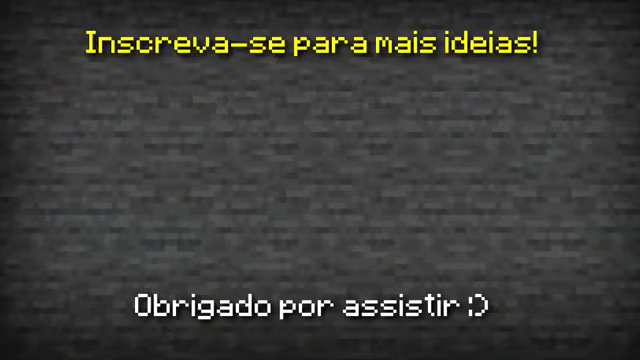 Inscreva-se para mais ideias!
Obrigado por assistir :)